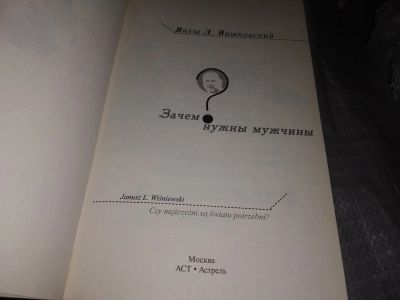 Януш Л. Вишневский
Зачем
нужны мужчины
Janusz L. Wiśniewski
Czy mężczyźni są światu potrzebni?
Москва
АСТ • Астрель